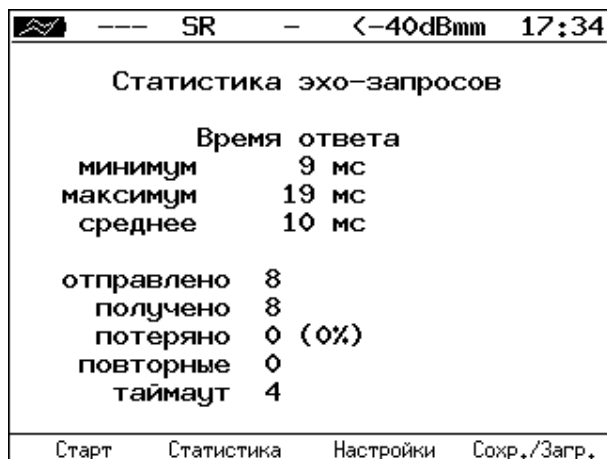 --- SR - <-40dBmm 17:34
Статистика эхо-запросов
Время ответа
минимум 9 мс
максимум 19 мс
среднее 10 мс
отправлено 8
получено 8
потеряно 0 (0%)
повторные 0
таймаут 4
Старт Статистика Настройки Сохр./Загр.